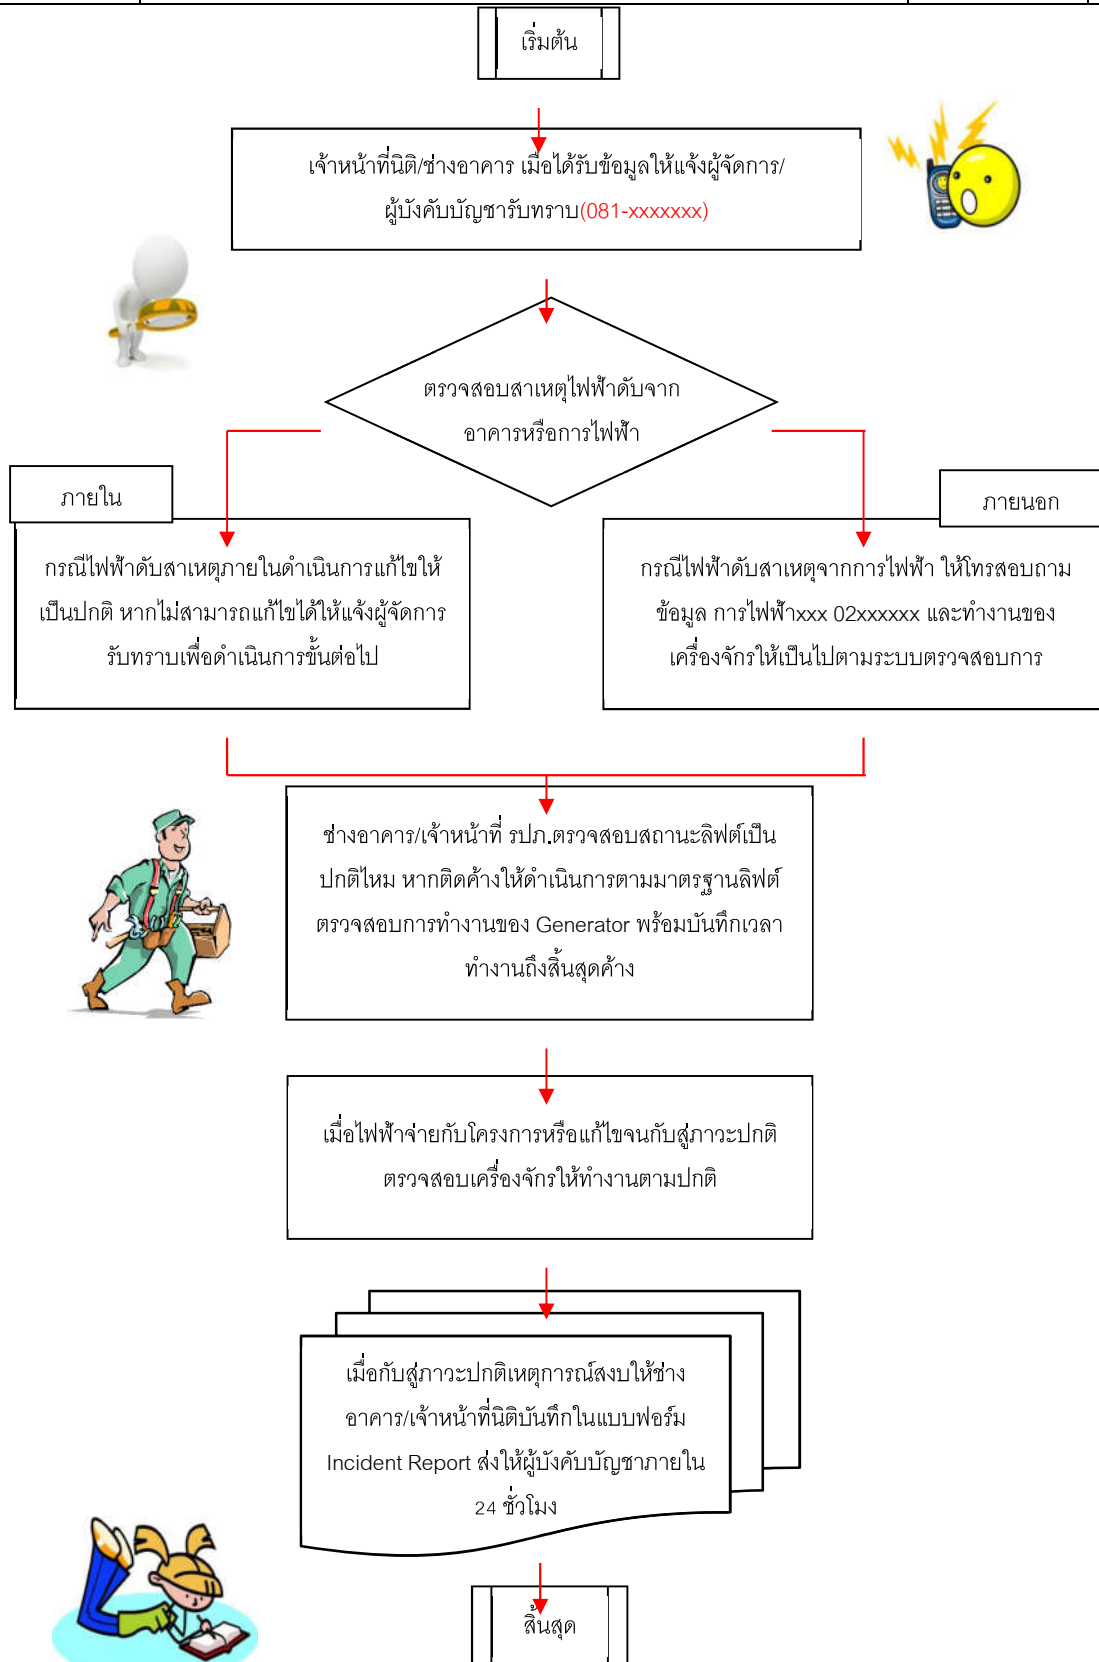 เริ่มต้น
เจ้าหน้าที่นิติ/ช่างอาคาร เมื่อได้รับข้อมูลให้แจ้งผู้จัดการ/
ผู้บังคับบัญชารับทราบ(081-xxxxxxx)
ตรวจสอบสาเหตุไฟฟ้าดับจาก
อาคารหรือการไฟฟ้า
ภายใน
ภายนอก
กรณีไฟฟ้าดับสาเหตุภายในดำเนินการแก้ไขให้
เป็นปกติ หากไม่สามารถแก้ไขได้ให้แจ้งผู้จัดการ
รับทราบเพื่อดำเนินการขั้นต่อไป
กรณีไฟฟ้าดับสาเหตุจากการไฟฟ้า ให้โทรสอบถาม
ข้อมูล การไฟฟ้าxxx 02xxxxxx และทำงานของ
เครื่องจักรให้เป็นไปตามระบบตรวจสอบการ
ช่างอาคาร/เจ้าหน้าที่ รปภ.ตรวจสอบสถานะลิฟต์เป็น
ปกติไหม หากติดค้างให้ดำเนินการตามมาตรฐานลิฟต์
ตรวจสอบการทำงานของ Generator พร้อมบันทึกเวลา
ทำงานถึงสิ้นสุดค้าง
เมื่อไฟฟ้าจ่ายกับโครงการหรือแก้ไขจนกับสู่ภาวะปกติ
ตรวจสอบเครื่องจักรให้ทำงานตามปกติ
เมื่อกับสู่ภาวะปกติเหตุการณ์สงบให้ช่าง
อาคาร/เจ้าหน้าที่นิติบันทึกในแบบฟอร์ม
Incident Report ส่งให้ผู้บังคับบัญชาภายใน
24 ชั่วโมง
สิ้นสุด